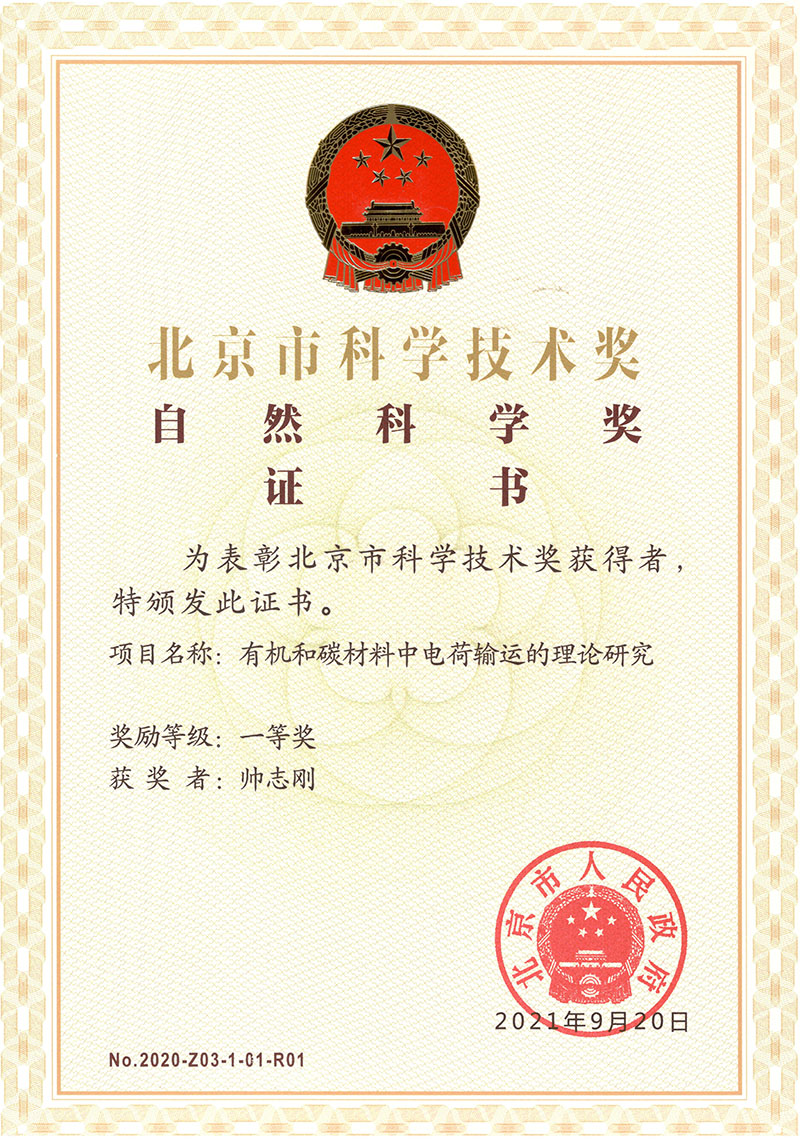 北京市科学技术奖
自然科学奖
证书
为表彰北京市科学技术奖获得者，
特颁发此证书。
项目名称：有机和碳材料中电荷输运的理论研究
奖励等级：一等奖
获奖者：帅志刚
北京市人民政府
2021年9月20日
No.2020-Z03-1-01-R01